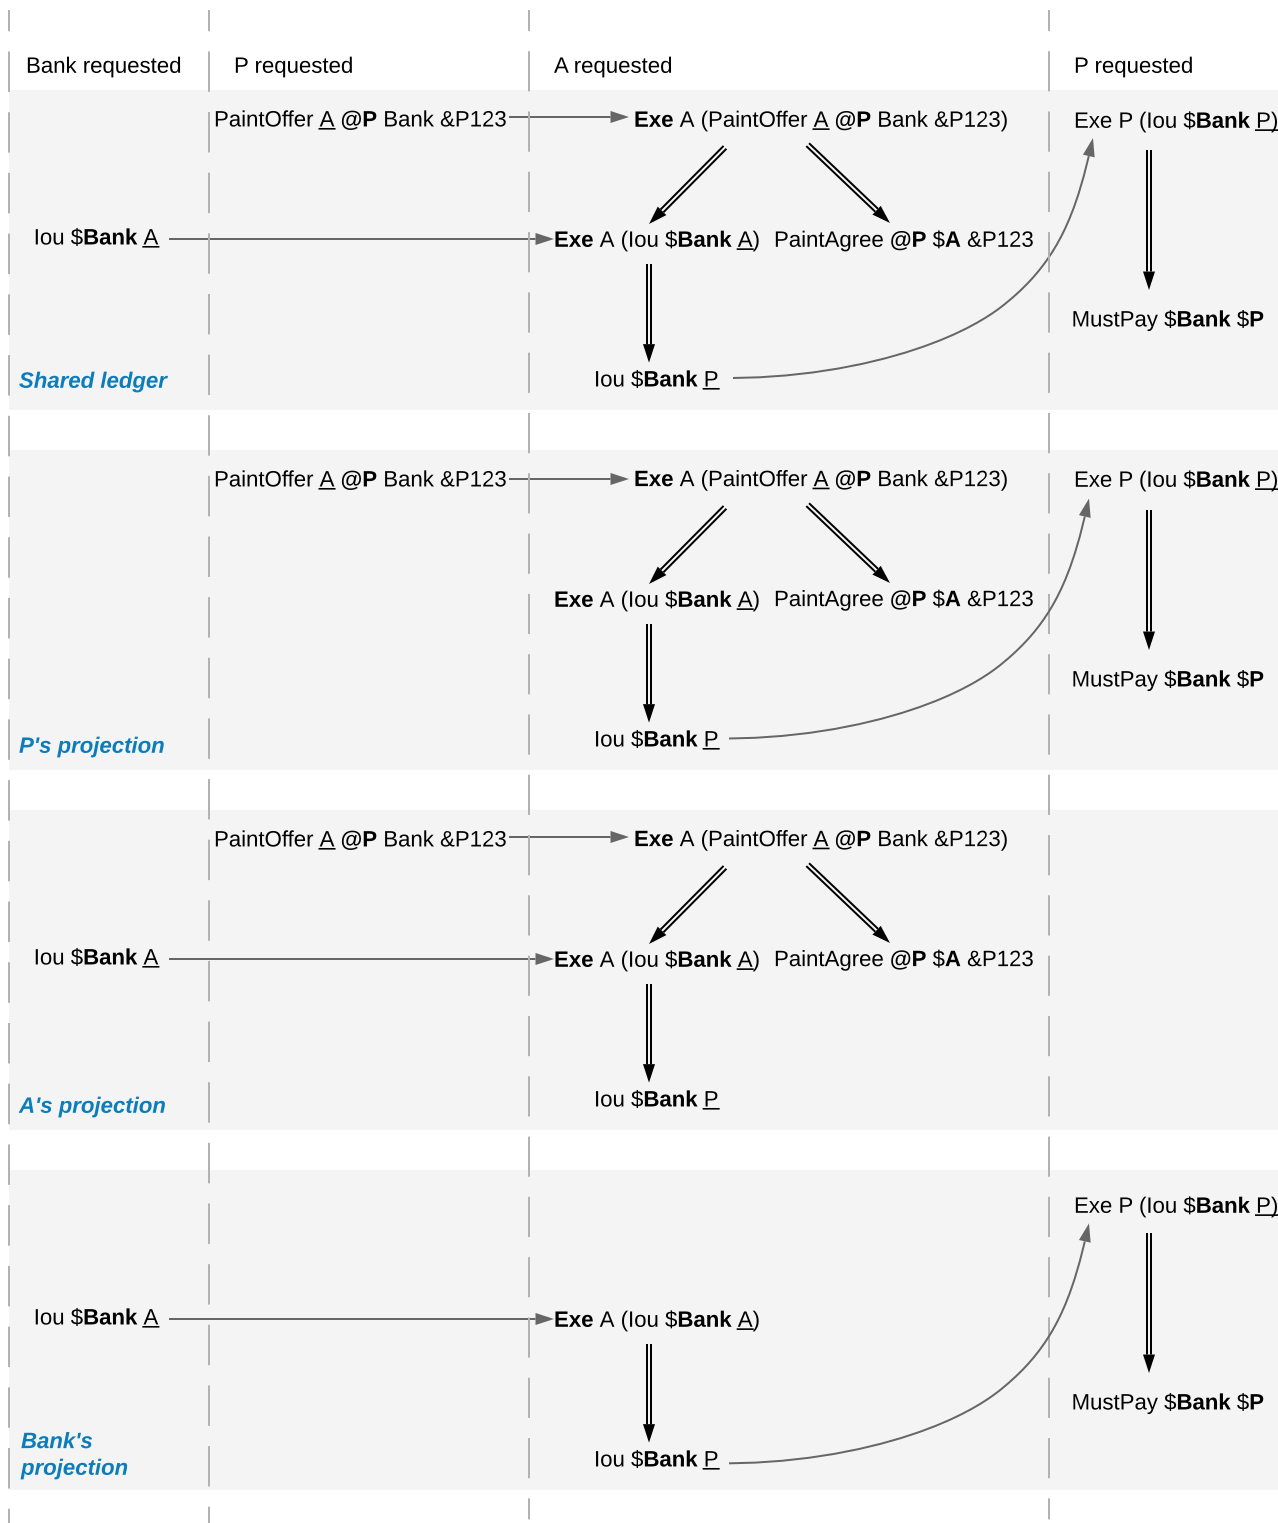 Bank requested
P requested
A requested
P requested
PaintOffer A @P Bank &P123
Exe A (PaintOffer A @P Bank &P123)
Exe P (Iou $Bank P)
Iou $Bank A
Exe A (Iou $Bank A)
PaintAgree @P $A &P123
MustPay $Bank $P
Shared ledger
Iou $Bank P
PaintOffer A @P Bank &P123
Exe A (PaintOffer A @P Bank &P123)
Exe P (Iou $Bank P)
Exe A (Iou $Bank A)
PaintAgree @P $A &P123
MustPay $Bank $P
P's projection
Iou $Bank P
PaintOffer A @P Bank &P123
Exe A (PaintOffer A @P Bank &P123)
Iou $Bank A
Exe A (Iou $Bank A)
PaintAgree @P $A &P123
A's projection
Iou $Bank P
Exe P (Iou $Bank P)
Iou $Bank A
Exe A (Iou $Bank A)
MustPay $Bank $P
Bank's
projection
Iou $Bank P